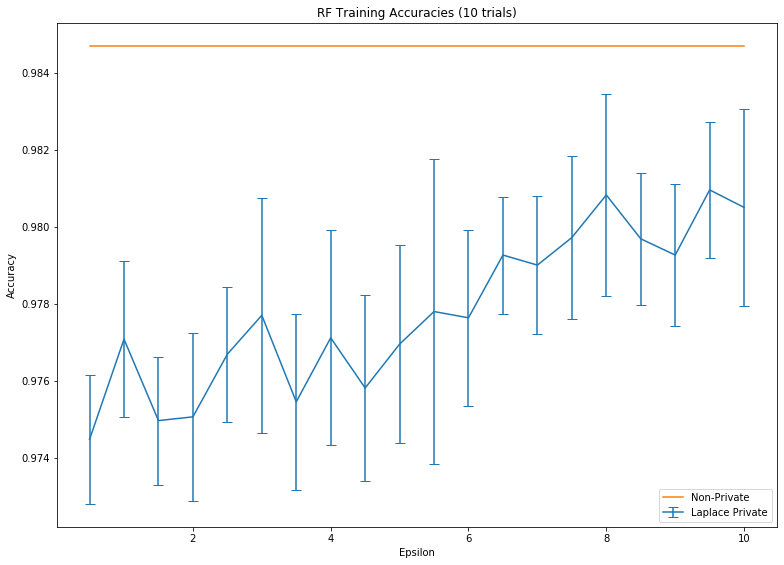 RF Training Accuracies (10 trials)
0.984
0.982
0.980
0.978
0.976
0.974
Accuracy
2
4
6
8
10
Epsilon
Non-Private
Laplace Private